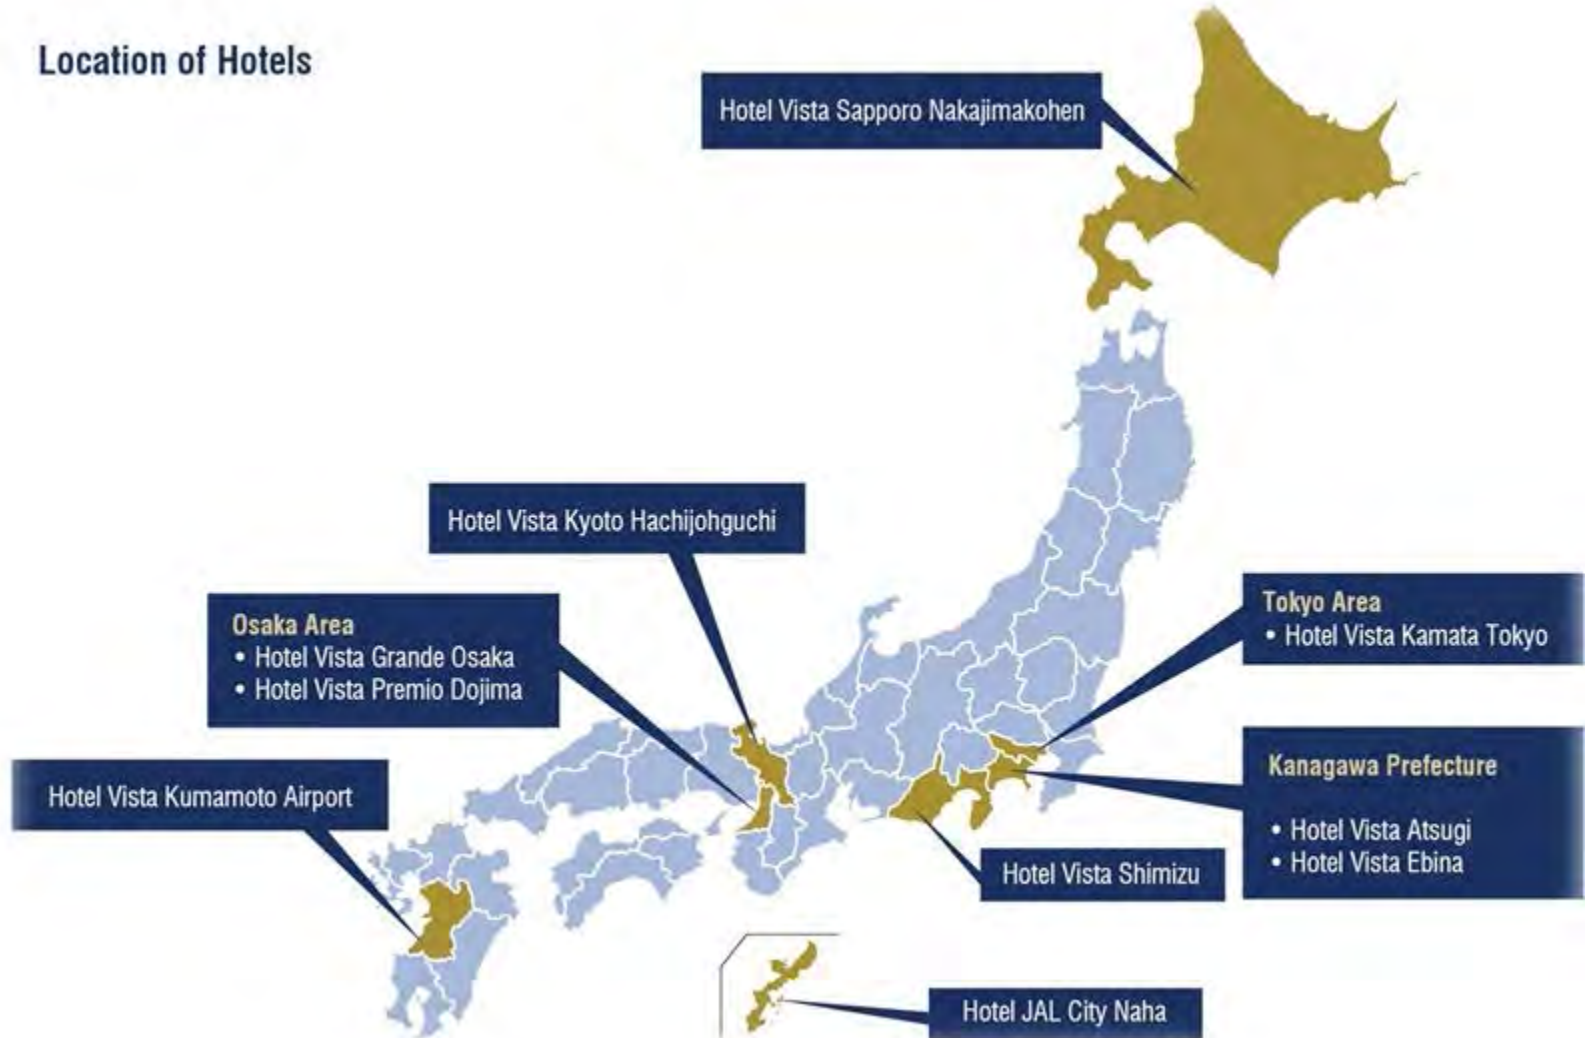 Location of Hotels
Hotel Vista Sapporo Nakajimakohen
Hotel Vista Kyoto Hachijohguchi
Osaka Area
• Hotel Vista Grande Osaka
• Hotel Vista Premio Dojima
Tokyo Area
• Hotel Vista Kamata Tokyo
Hotel Vista Kumamoto Airport
Kanagawa Prefecture
• Hotel Vista Atsugi
• Hotel Vista Ebina
Hotel Vista Shimizu
Hotel JAL City Naha